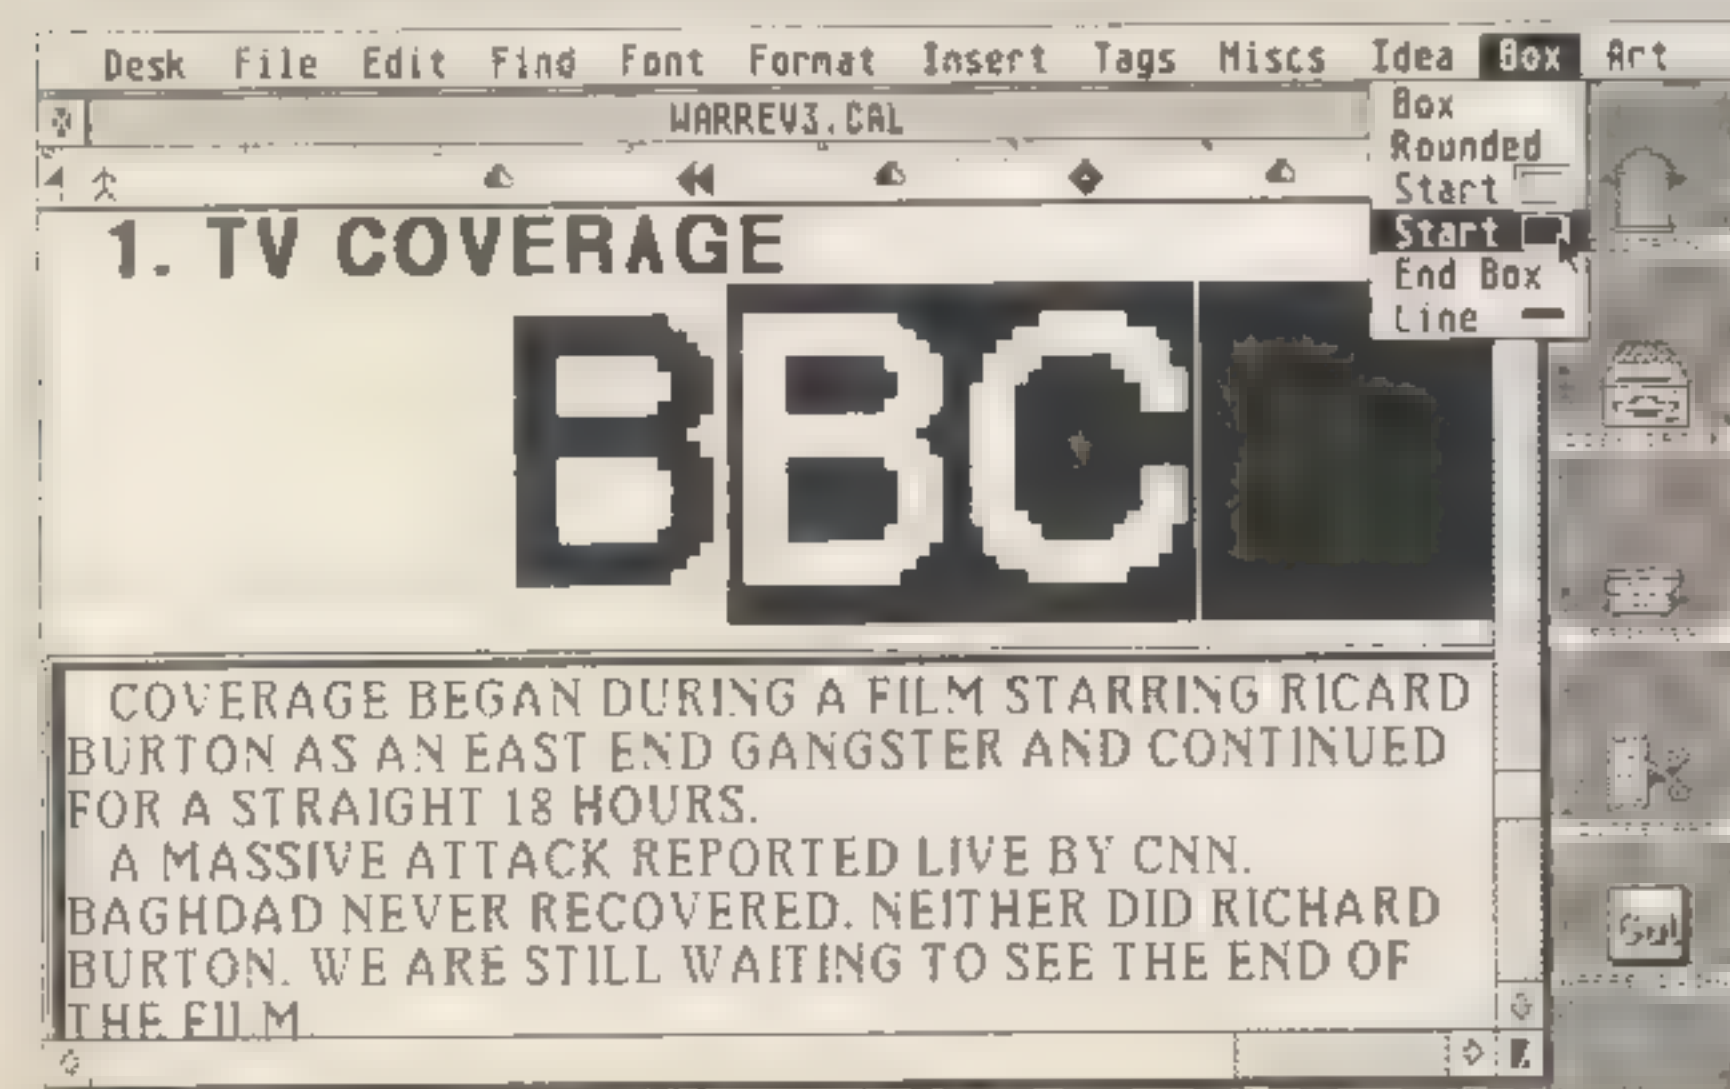 Desk File Edit Find Font Format Insert Tags Miscs Idea Box Art
WARREV3.CAL
Box
Rounded
Start
Start
End Box
Line
1. TV COVERAGE
BBC
COVERAGE BEGAN DURING A FILM STARRING RICARD
BURTON AS AN EAST END GANGSTER AND CONTINUED
FOR A STRAIGHT 18 HOURS.
A MASSIVE ATTACK REPORTED LIVE BY CNN.
BAGHDAD NEVER RECOVERED. NEITHER DID RICHARD
BURTON. WE ARE STILL WAITING TO SEE THE END OF
THE FILM.